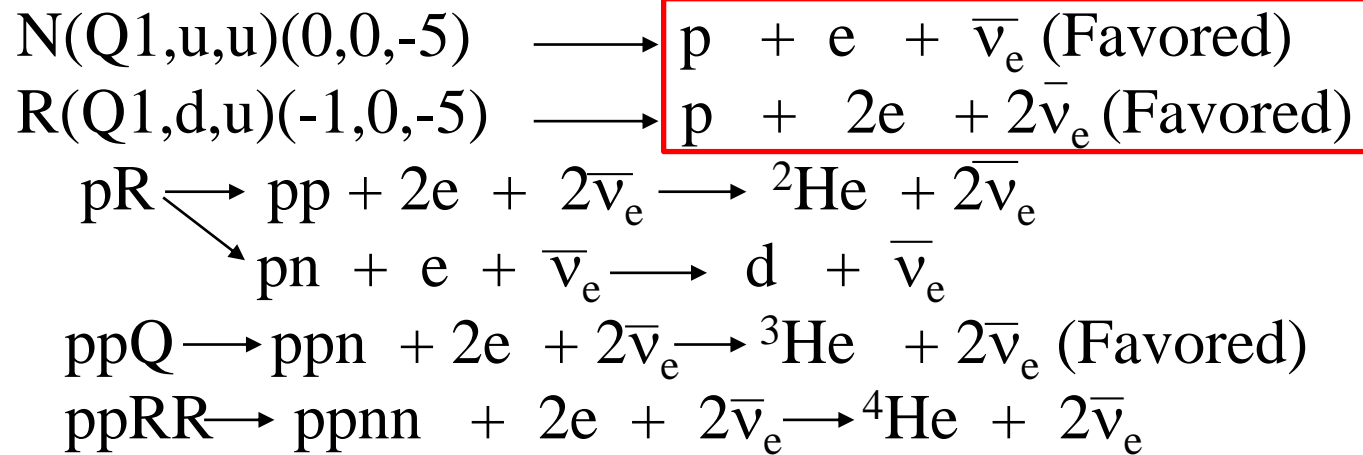 N(Q1,u,u)(0,0,-5) ⟶ p + e + ν̅ₑ (Favored)
R(Q1,d,u)(-1,0,-5) ⟶ p + 2e + 2ν̅ₑ (Favored)
pR ⟶ pp + 2e + 2ν̅ₑ ⟶ ²He + 2ν̅ₑ
↘ pn + e + ν̅ₑ ⟶ d + ν̅ₑ
ppQ ⟶ ppn + 2e + 2ν̅ₑ ⟶ ³He + 2ν̅ₑ (Favored)
ppRR ⟶ ppnn + 2e + 2ν̅ₑ ⟶ ⁴He + 2ν̅ₑ